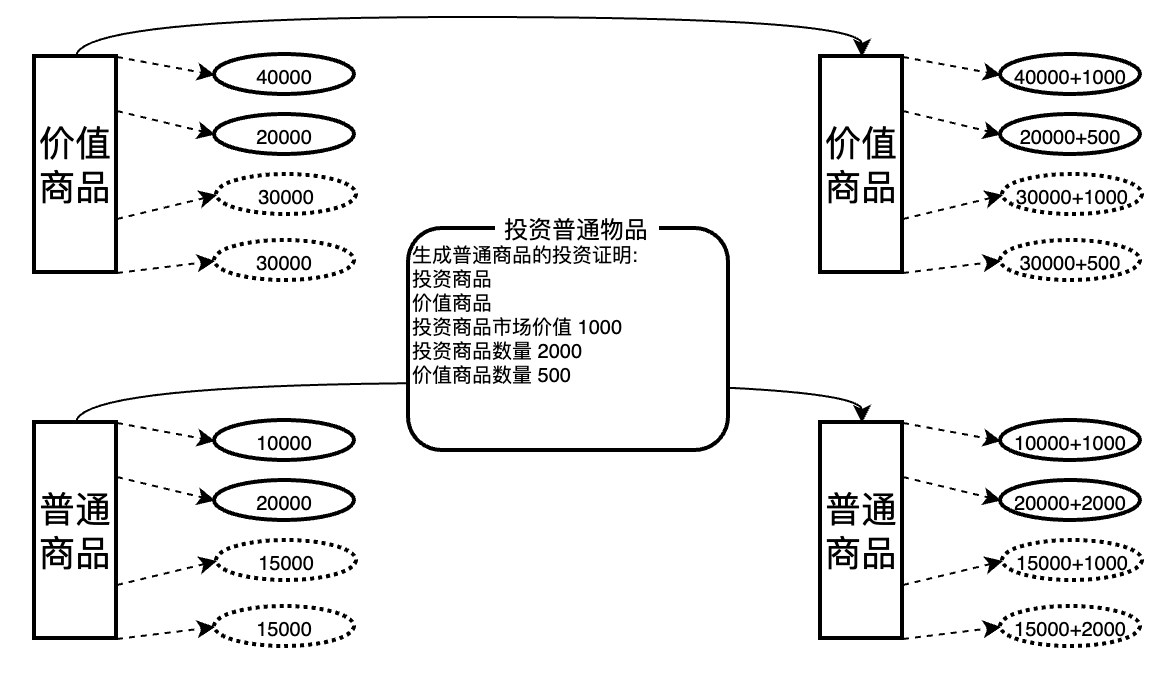 价值
商品
40000
20000
30000
30000
价值
商品
40000+1000
20000+500
30000+1000
30000+500
投资普通物品
生成普通商品的投资证明:
投资商品
价值商品
投资商品市场价值 1000
投资商品数量 2000
价值商品数量 500
普通
商品
10000
20000
15000
15000
普通
商品
10000+1000
20000+2000
15000+1000
15000+2000